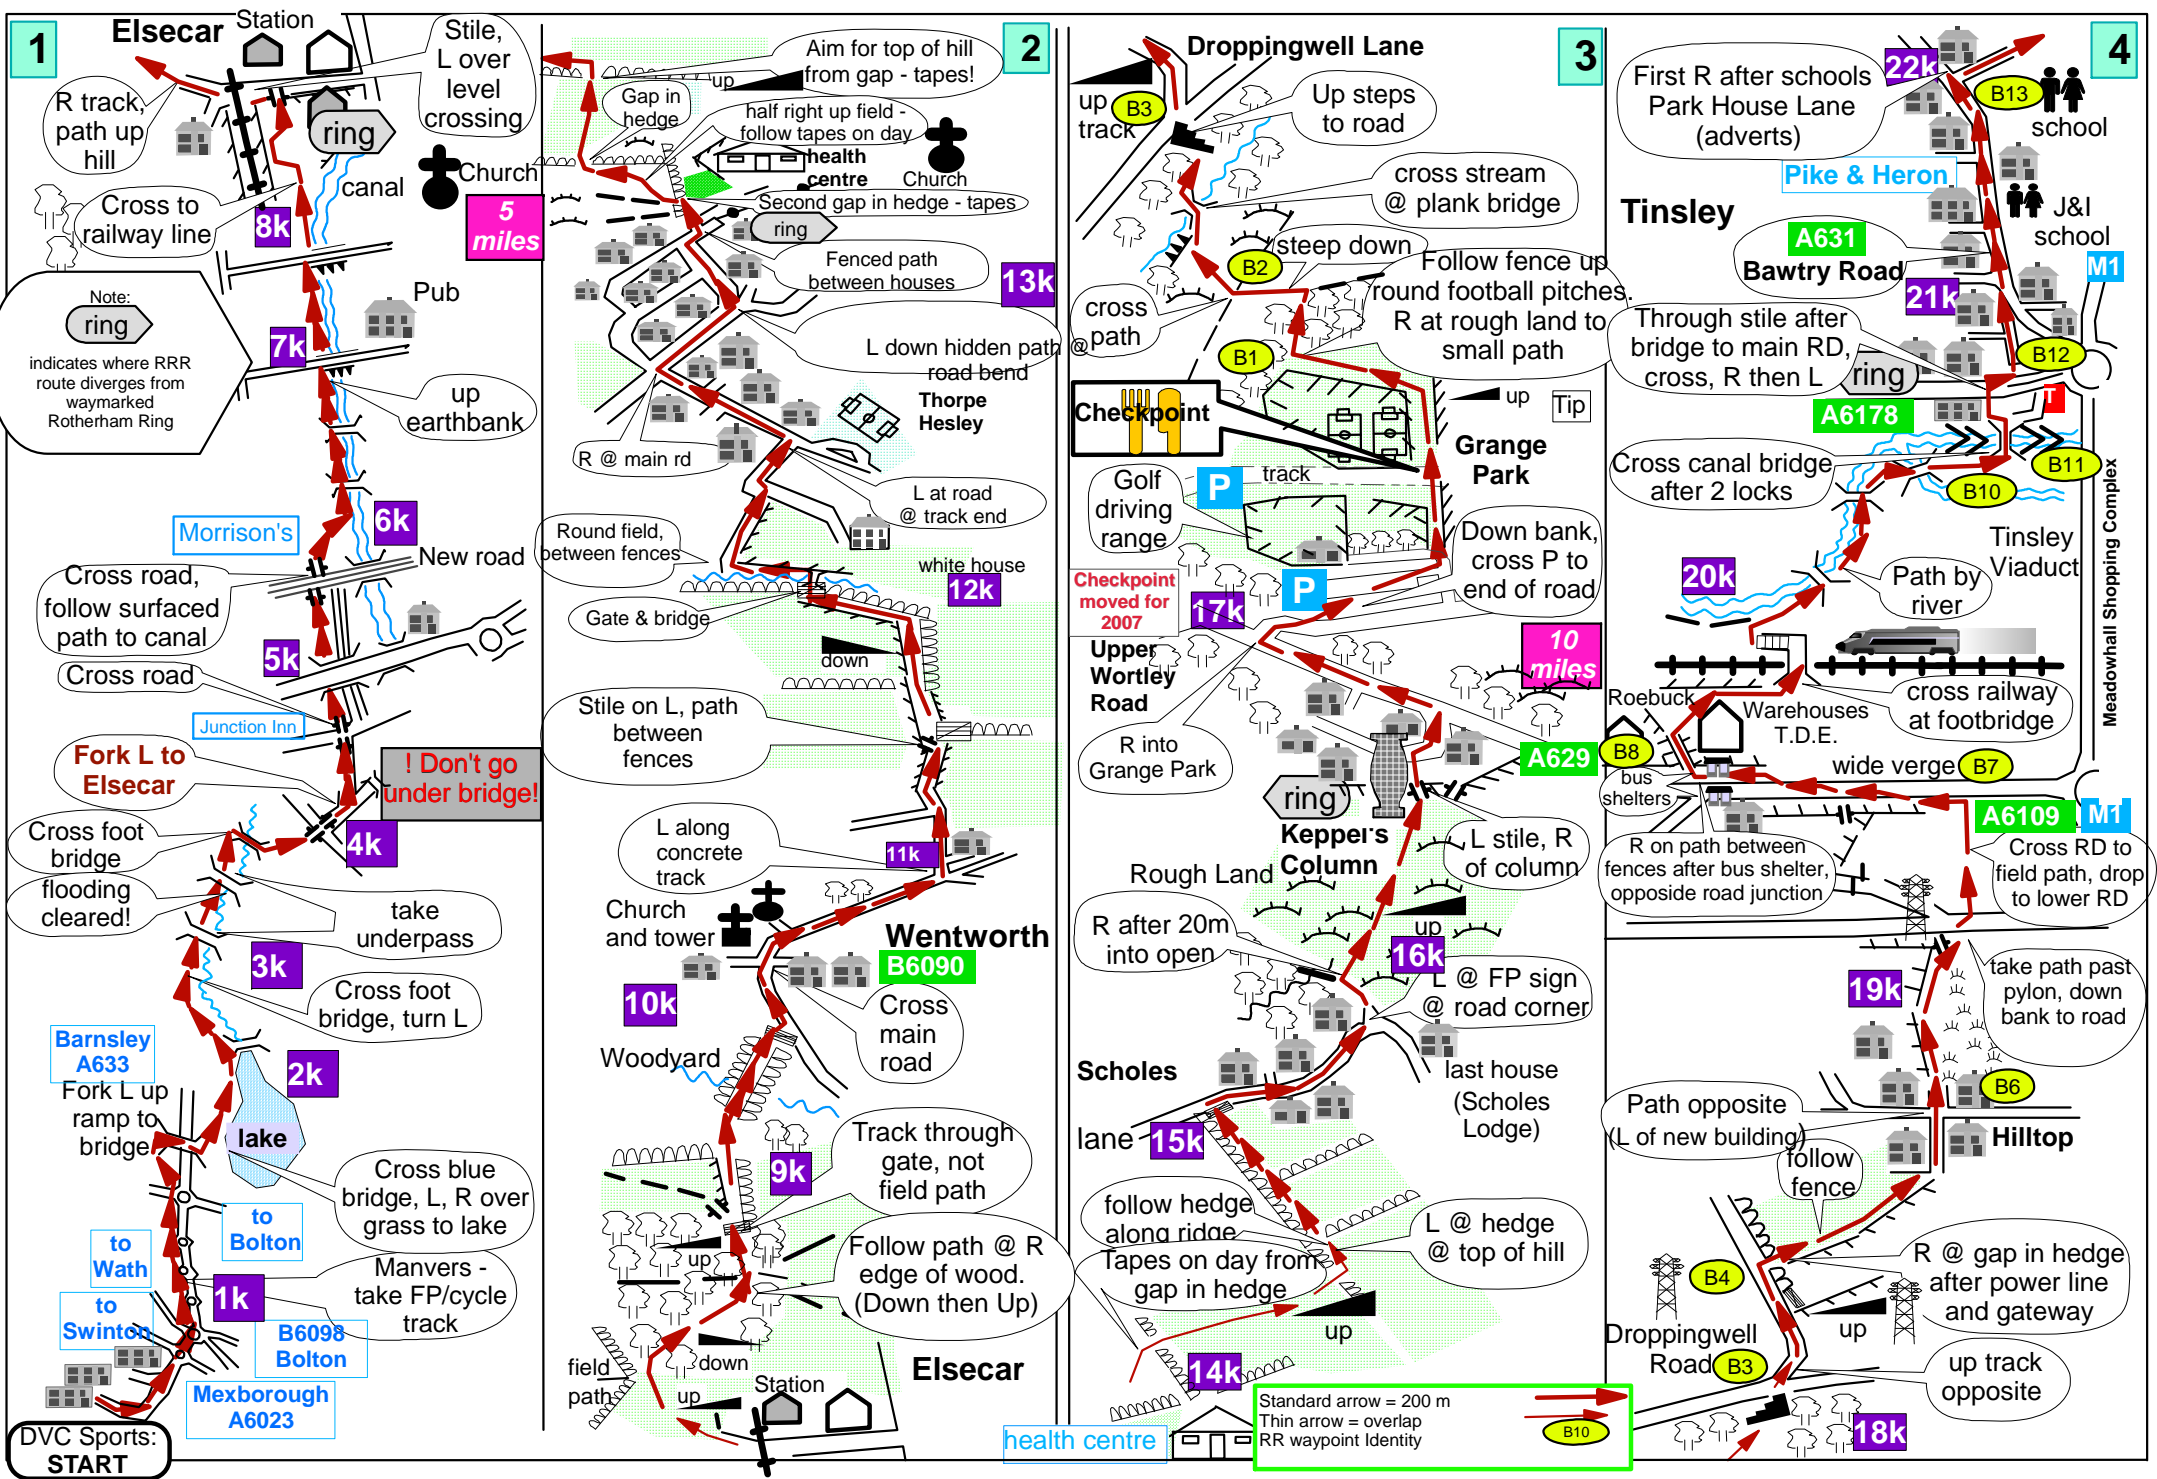 1
Elsecar
Station
Stile,
L over
level
crossing
R track,
path up
hill
ring
canal
Church
Cross to
railway line
8k
5
miles
Note:
ring
indicates where RRR
route diverges from
waymarked
Rotherham Ring
Pub
7k
up
earthbank
Morrison's
6k
New road
Cross road,
follow surfaced
path to canal
5k
Cross road
Junction Inn
Fork L to
Elsecar
! Don't go
under bridge!
Cross foot
bridge
4k
flooding
cleared!
take
underpass
3k
Cross foot
bridge, turn L
Barnsley
A633
2k
Fork L up
ramp to
bridge
lake
Cross blue
bridge, L, R over
grass to lake
to
Bolton
to
Wath
Manvers -
take FP/cycle
track
1k
to
Swinton
B6098
Bolton
Mexborough
A6023
DVC Sports:
START
2
Aim for top of hill
from gap - tapes!
up
Gap in
hedge
half right up field -
follow tapes on day
health
centre
Church
Second gap in hedge - tapes
ring
Fenced path
between houses
13k
L down hidden path @
road bend
Thorpe
Hesley
R @ main rd
L at road
@ track end
Round field,
between fences
white house
12k
Gate & bridge
down
Stile on L, path
between
fences
L along
concrete
track
11k
Church
and tower
Wentworth
B6090
10k
Cross
main
road
Woodyard
Track through
gate, not
field path
9k
up
Follow path @ R
edge of wood.
(Down then Up)
down
field
path
up
Station
Elsecar
health centre
3
Droppingwell Lane
up
track
B3
Up steps
to road
cross stream
@ plank bridge
steep down
B2
Follow fence up
round football pitches.
R at rough land to
small path
cross
path
B1
Checkpoint
up
Tip
Grange
Park
track
Golf
driving
range
P
Down bank,
cross P to
end of road
Checkpoint
moved for
2007
17k
P
Upper
Wortley
Road
10
miles
R into
Grange Park
A629
ring
Keppel's
Column
L stile, R
of column
Rough Land
R after 20m
into open
up
16k
L @ FP sign
@ road corner
Scholes
last house
(Scholes
Lodge)
lane
15k
follow hedge
along ridge
L @ hedge
@ top of hill
Tapes on day from
gap in hedge
up
14k
Standard arrow = 200 m
Thin arrow = overlap
RR waypoint Identity
B10
4
22k
First R after schools
Park House Lane
(adverts)
B13
school
Pike & Heron
Tinsley
J&I
school
A631
Bawtry Road
M1
21k
Through stile after
bridge to main RD,
cross, R then L
B12
ring
T
A6178
Cross canal bridge
after 2 locks
B11
B10
Tinsley
Viaduct
Meadowhall Shopping Complex
20k
Path by
river
Roebuck
Warehouses
T.D.E.
cross railway
at footbridge
B8
bus
shelters
wide verge
B7
A6109
M1
R on path between
fences after bus shelter,
opposide road junction
Cross RD to
field path, drop
to lower RD
19k
take path past
pylon, down
bank to road
B6
Path opposite
(L of new building)
Hilltop
follow
fence
R @ gap in hedge
after power line
and gateway
B4
up
Droppingwell
Road
B3
up track
opposite
18k